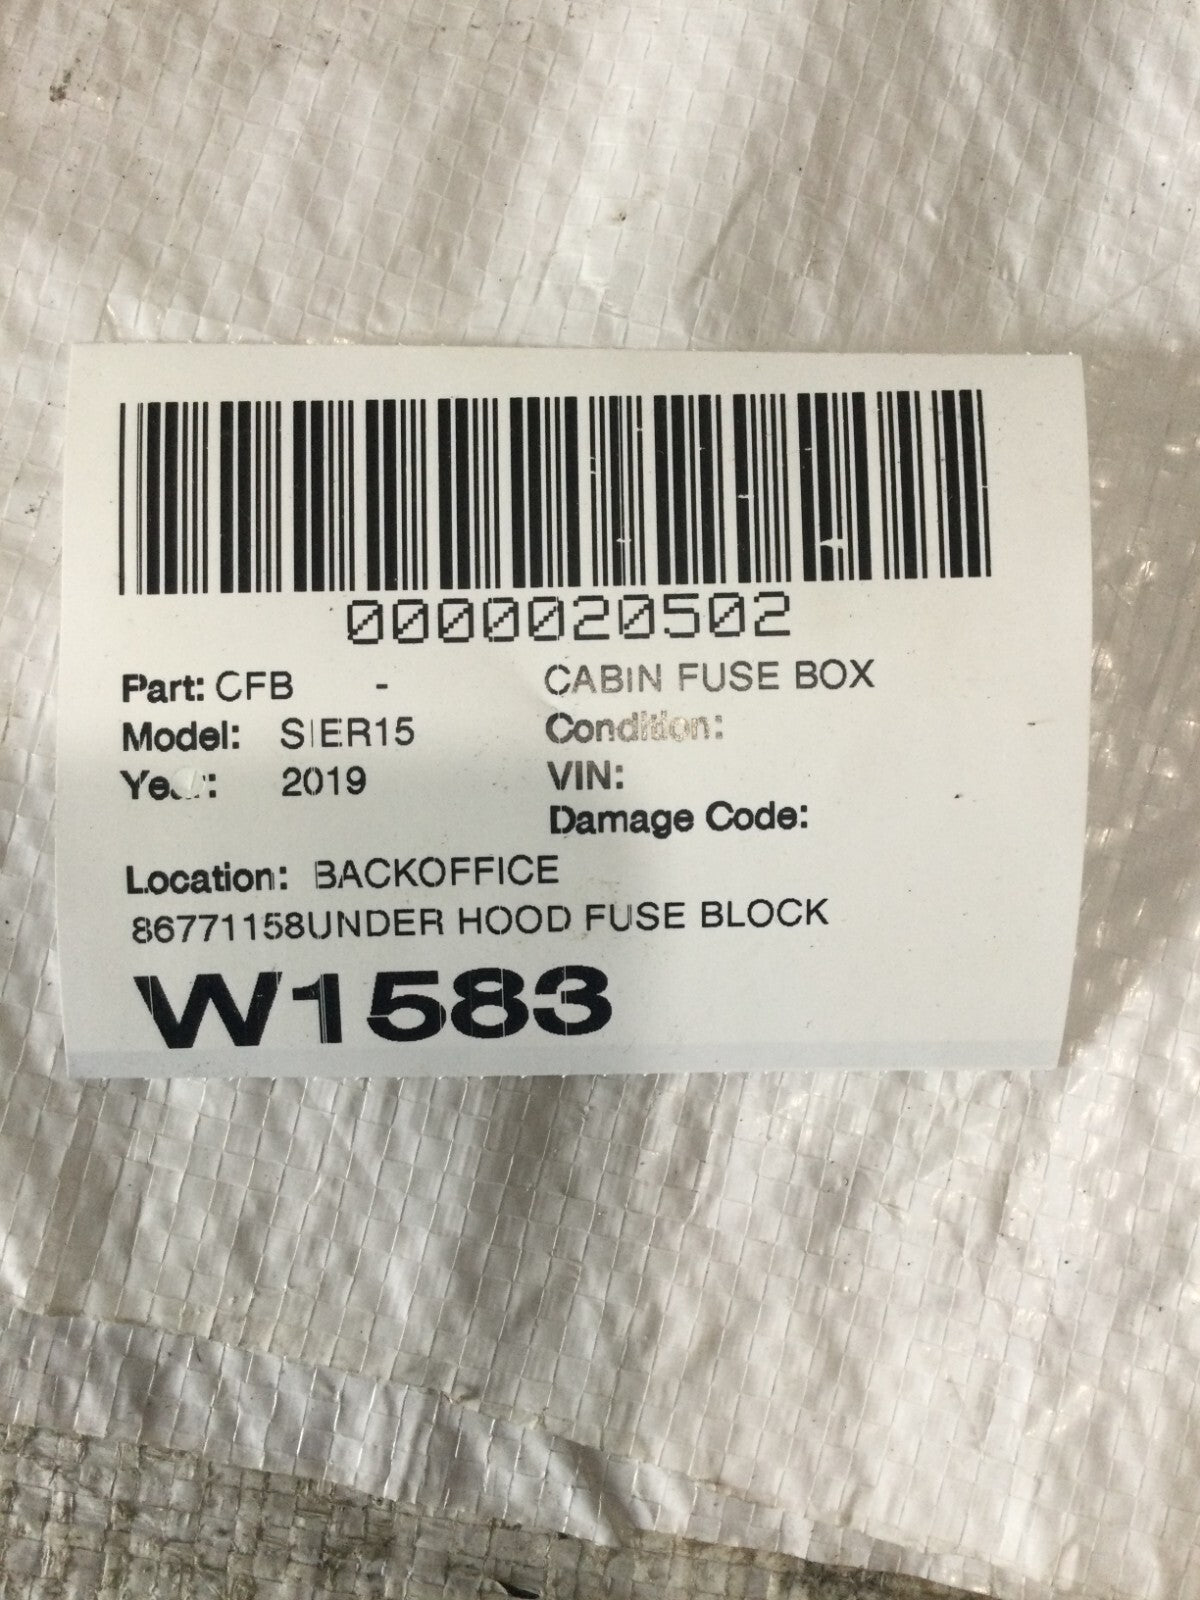 0000020502
Part: CFB - CABIN FUSE BOX
Model: SIER15 Condition:
Year: 2019 VIN:
Damage Code:
Location: BACKOFFICE
86771158UNDER HOOD FUSE BLOCK
W1583